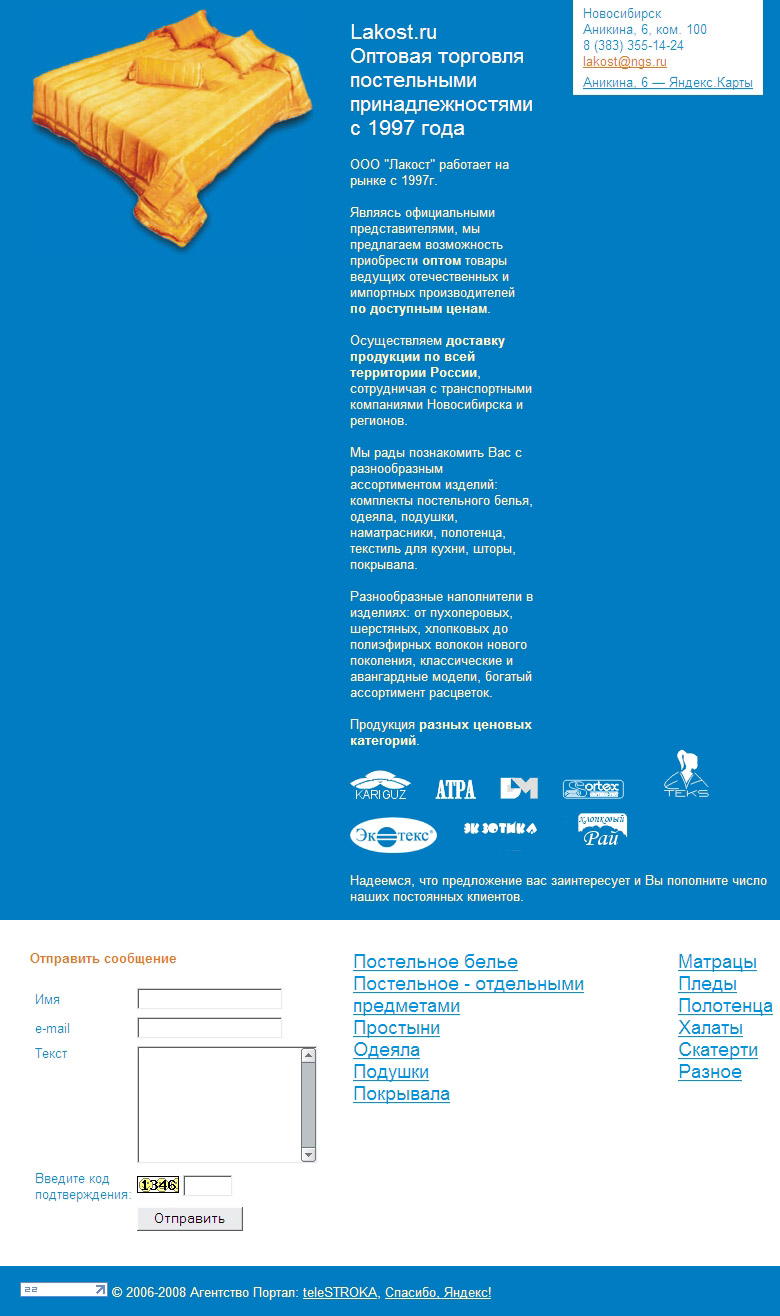 Lakost.ru
Оптовая торговля
постельными
принадлежностями
с 1997 года
Новосибирск
Аникина, 6, ком. 100
8 (383) 355-14-24
lakost@ngs.ru
Аникина, 6 — Яндекс.Карты
ООО "Лакост" работает на
рынке с 1997г.
Являясь официальными
представителями, мы
предлагаем возможность
приобрести оптом товары
ведущих отечественных и
импортных производителей
по доступным ценам.
Осуществляем доставку
продукции по всей
территории России,
сотрудничая с транспортными
компаниями Новосибирска и
регионов.
Мы рады познакомить Вас с
разнообразным
ассортиментом изделий:
комплекты постельного белья,
одеяла, подушки,
наматрасники, полотенца,
текстиль для кухни, шторы,
покрывала.
Разнообразные наполнители в
изделиях: от пухоперовых,
шерстяных, хлопковых до
полиэфирных волокон нового
поколения, классические и
авангардные модели, богатый
ассортимент расцветок.
Продукция разных ценовых
категорий.
KARIGUZ АТРА Sortex TEKS
Экотекс® ЭКЗОТИКА хлопковый
Рай
Надеемся, что предложение вас заинтересует и Вы пополните число
наших постоянных клиентов.
Отправить сообщение
Имя
e-mail
Текст
Введите код
подтверждения: 1346
Отправить
Постельное белье
Постельное - отдельными
предметами
Простыни
Одеяла
Подушки
Покрывала
Матрацы
Пледы
Полотенца
Халаты
Скатерти
Разное
22 © 2006-2008 Агентство Портал: teleSTROKA, Спасибо, Яндекс!